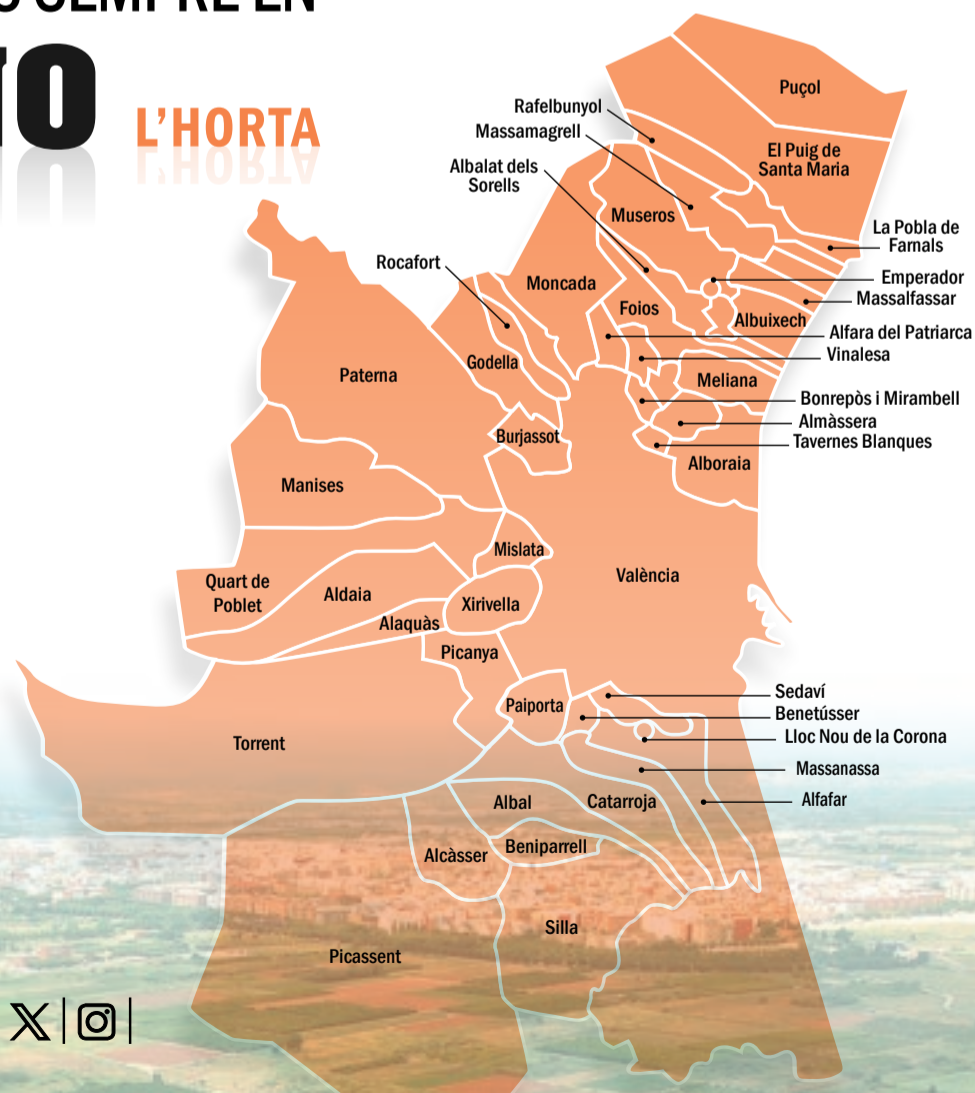 L'HORTA
Puçol
Rafelbunyol
Massamagrell
El Puig de
Santa Maria
Albalat dels
Sorells
Museros
La Pobla de
Farnals
Rocafort
Moncada
Emperador
Massalfassar
Foios
Albuixech
Alfara del Patriarca
Vinalesa
Godella
Paterna
Meliana
Bonrepòs i Mirambell
Almàssera
Tavernes Blanques
Burjassot
Alboraia
Manises
Mislata
València
Quart de
Poblet
Aldaia
Xirivella
Alaquàs
Picanya
Sedaví
Paiporta
Benetússer
Lloc Nou de la Corona
Torrent
Massanassa
Albal
Catarroja
Alfafar
Beniparrell
Alcàsser
Silla
Picassent